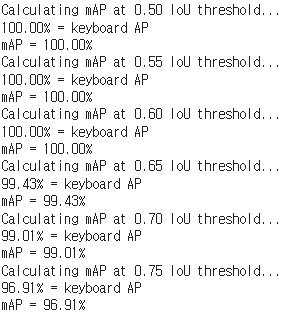 Calculating mAP at 0.50 IoU threshold...
100.00% = keyboard AP
mAP = 100.00%
Calculating mAP at 0.55 IoU threshold...
100.00% = keyboard AP
mAP = 100.00%
Calculating mAP at 0.60 IoU threshold...
100.00% = keyboard AP
mAP = 100.00%
Calculating mAP at 0.65 IoU threshold...
99.43% = keyboard AP
mAP = 99.43%
Calculating mAP at 0.70 IoU threshold...
99.01% = keyboard AP
mAP = 99.01%
Calculating mAP at 0.75 IoU threshold...
96.91% = keyboard AP
mAP = 96.91%